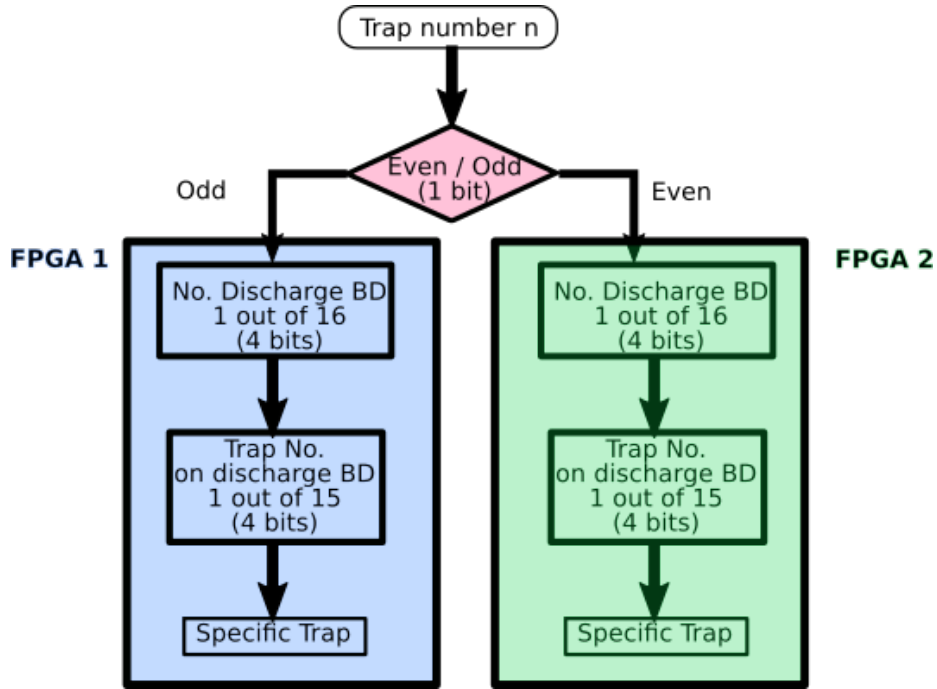 Trap number n
Even / Odd
(1 bit)
Odd
Even
FPGA 1
No. Discharge BD
1 out of 16
(4 bits)
Trap No.
on discharge BD
1 out of 15
(4 bits)
Specific Trap
FPGA 2
No. Discharge BD
1 out of 16
(4 bits)
Trap No.
on discharge BD
1 out of 15
(4 bits)
Specific Trap